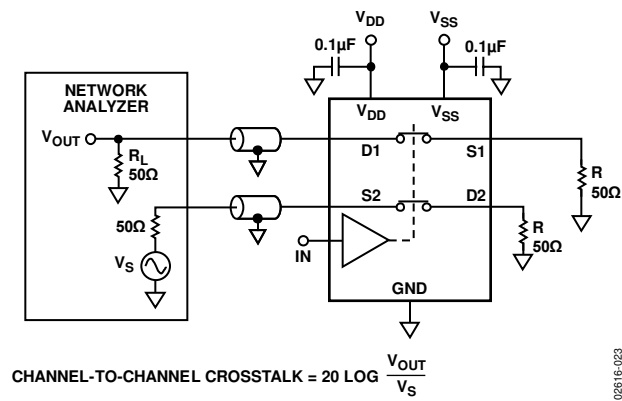 V_DD V_SS
0.1µF 0.1µF
NETWORK
ANALYZER
V_DD V_SS
V_OUT
D1 S1
R_L
50Ω
R
50Ω
S2 D2
50Ω
R
50Ω
V_S
IN
GND
CHANNEL-TO-CHANNEL CROSSTALK = 20 LOG V_OUT / V_S
02616-023